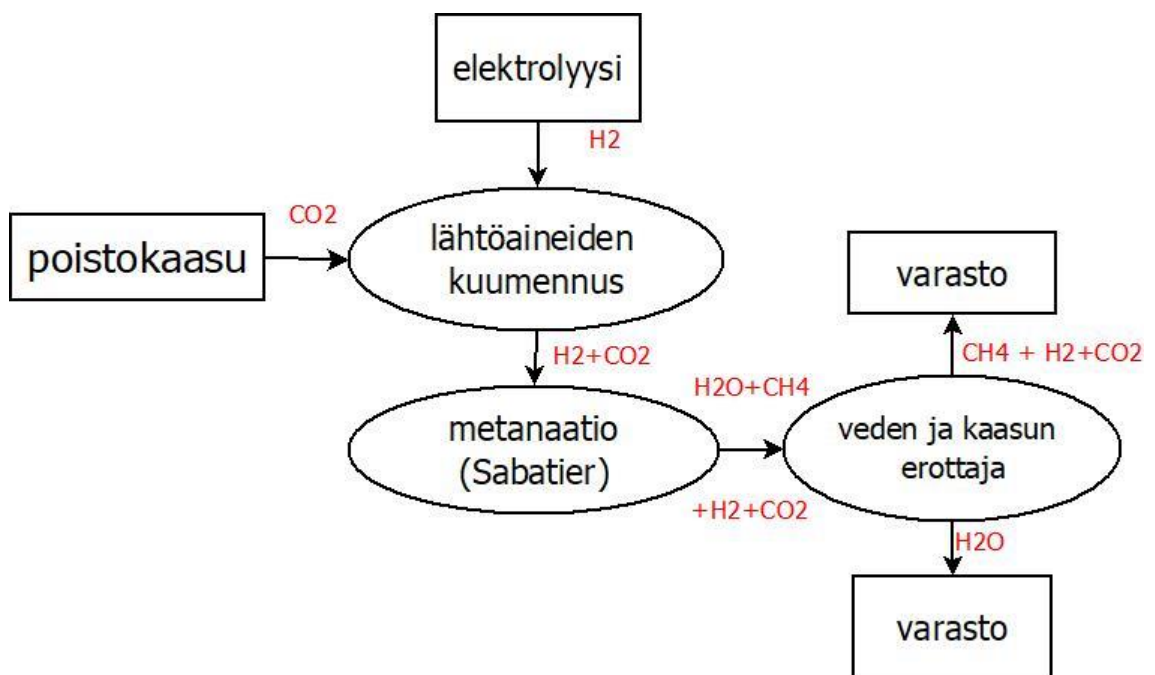 elektrolyysi
H2
CO2
poistokaasu
lähtöaineiden
kuumennus
varasto
H2+CO2
CH4 + H2+CO2
H2O+CH4
metanaatio
(Sabatier)
veden ja kaasun
erottaja
+H2+CO2
H2O
varasto